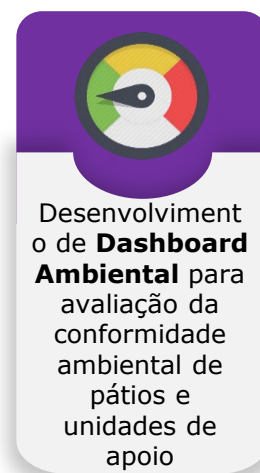 Desenvolviment
o de Dashboard
Ambiental para
avaliação da
conformidade
ambiental de
pátios e
unidades de
apoio